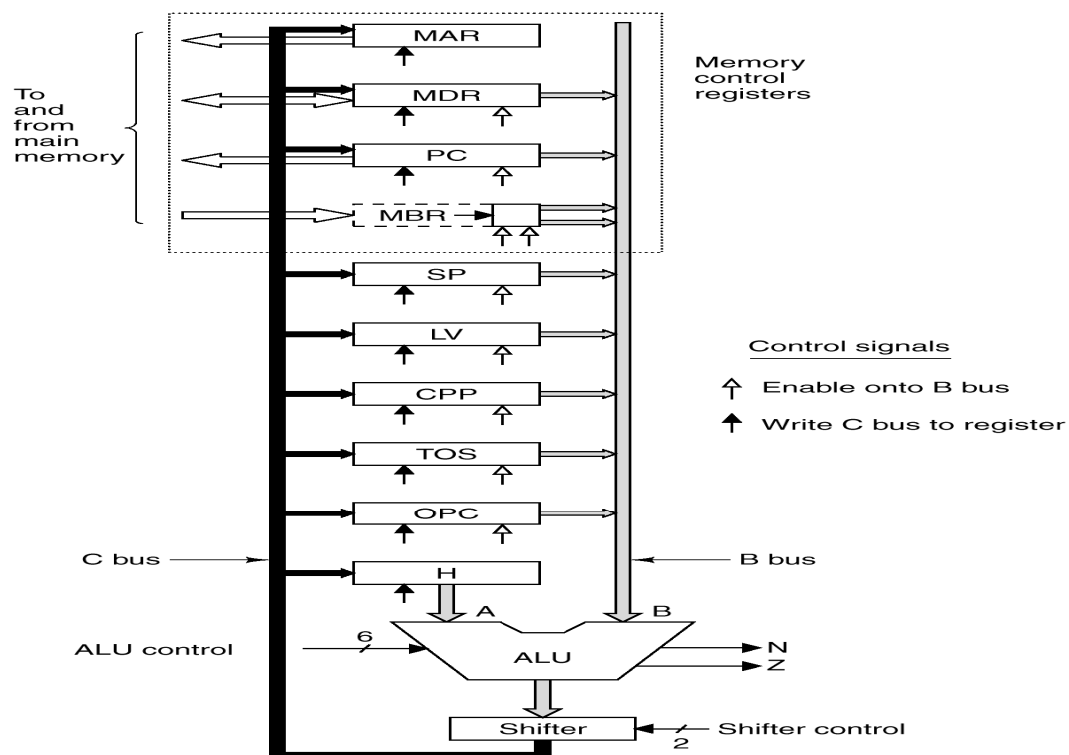 To
and
from
main
memory
MAR
MDR
PC
MBR
SP
LV
CPP
TOS
OPC
H
Memory
control
registers
Control signals
Enable onto B bus
Write C bus to register
C bus
B bus
A
B
ALU control
6
ALU
N
Z
Shifter
2
Shifter control